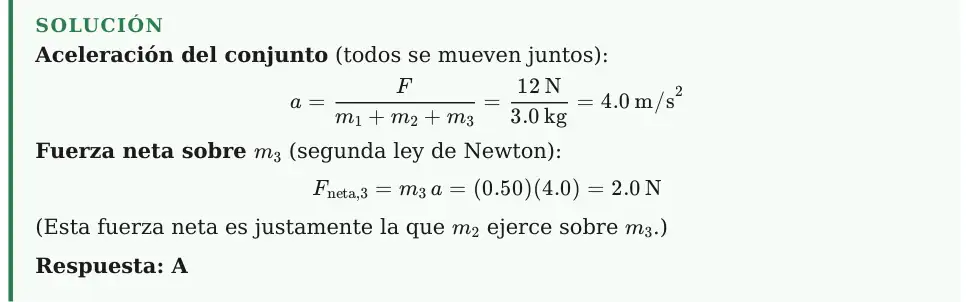 SOLUCIÓN
Aceleración del conjunto (todos se mueven juntos):
a = F / (m₁ + m₂ + m₃) = 12 N / 3.0 kg = 4.0 m/s²
Fuerza neta sobre m₃ (segunda ley de Newton):
F_neta,3 = m₃ a = (0.50)(4.0) = 2.0 N
(Esta fuerza neta es justamente la que m₂ ejerce sobre m₃.)
Respuesta: A